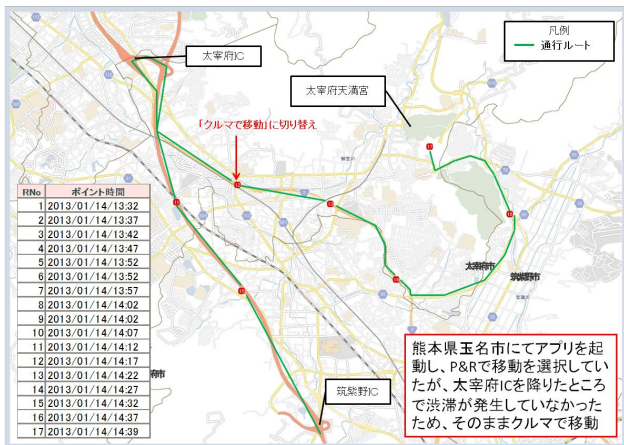 凡例
通行ルート
太宰府IC
太宰府天満宮
「クルマで移動」に切り替え
RNo ポイント時間
1 2013/01/14/13:32
2 2013/01/14/13:37
3 2013/01/14/13:42
4 2013/01/14/13:47
5 2013/01/14/13:52
6 2013/01/14/13:52
7 2013/01/14/13:57
8 2013/01/14/14:02
9 2013/01/14/14:02
10 2013/01/14/14:07
11 2013/01/14/14:12
12 2013/01/14/14:17
13 2013/01/14/14:22
14 2013/01/14/14:27
15 2013/01/14/14:32
16 2013/01/14/14:37
17 2013/01/14/14:39
太宰府市
筑紫野市
筑紫野IC
熊本県玉名市にてアプリを起
動し、P&Rで移動を選択してい
たが、太宰府ICを降りたところ
で渋滞が発生していなかった
ため、そのままクルマで移動